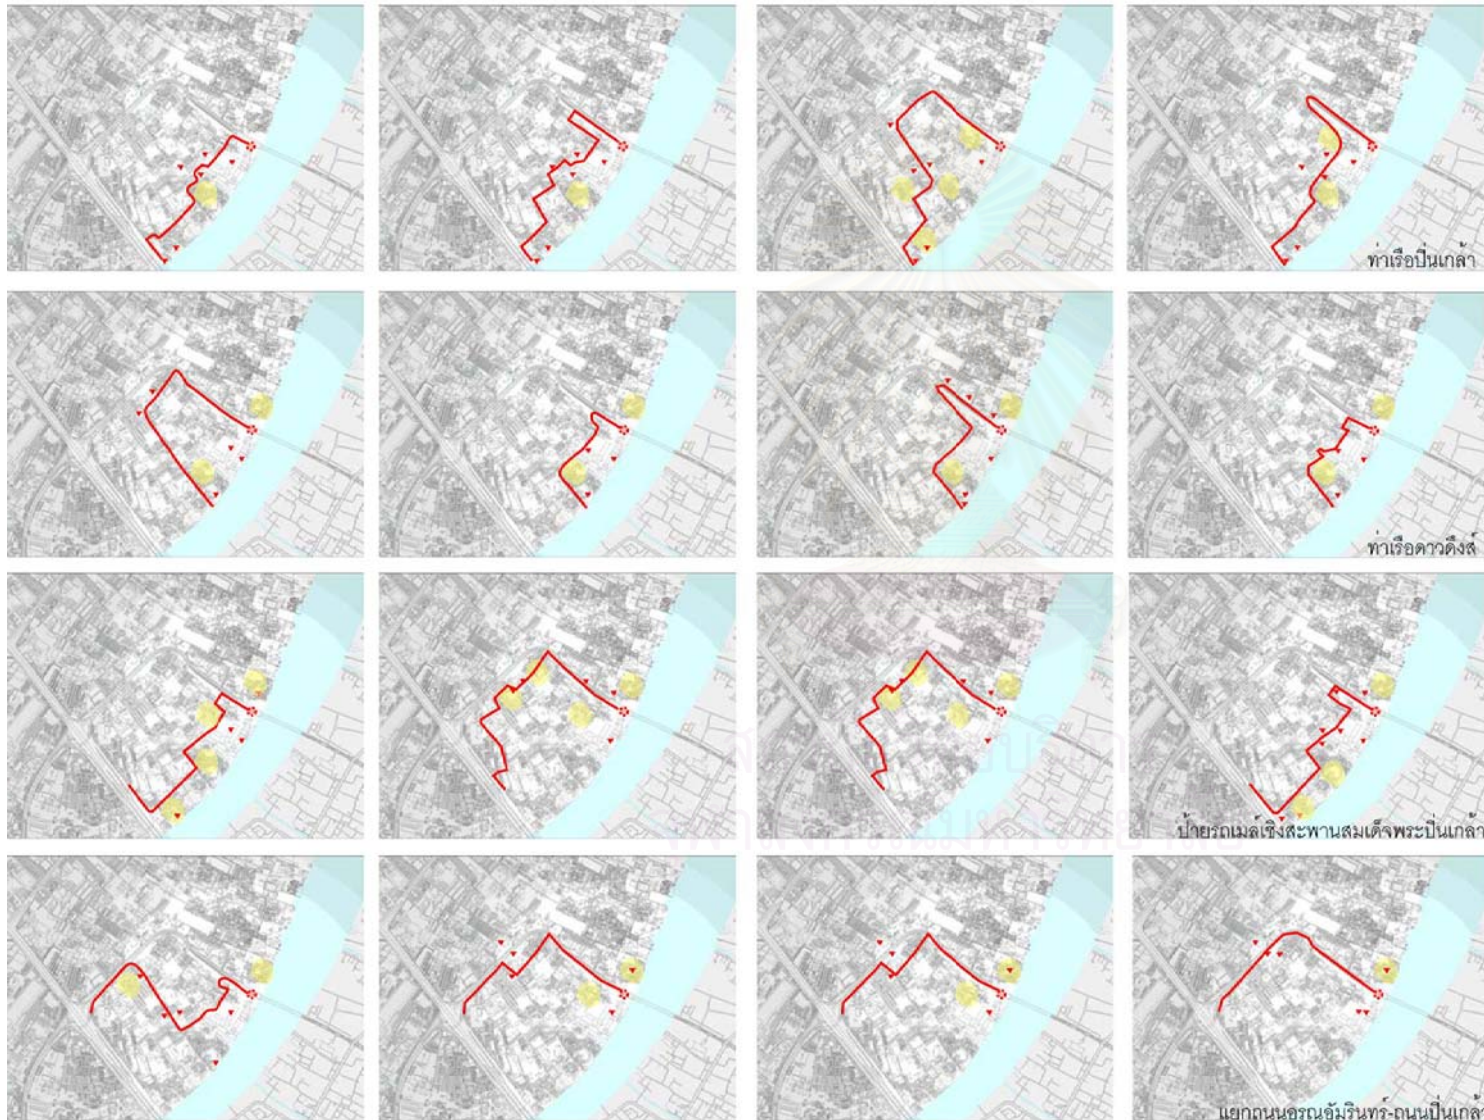 ท่าเรือปิ่นเกล้า
ท่าเรือดาวดึงส์
ป้ายรถเมล์เชิงสะพานสมเด็จพระปิ่นเกล้า
แยกถนนอรุณอัมรินทร์-ถนนปิ่นเกล้า